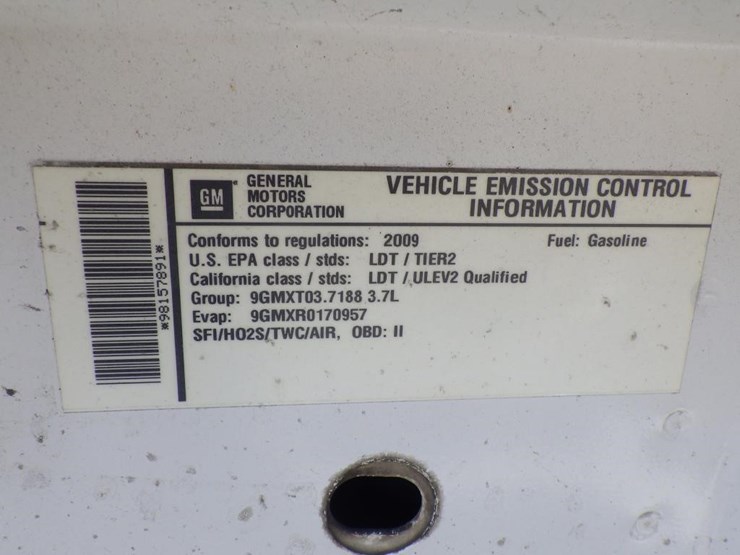 GM
GENERAL
MOTORS
CORPORATION
VEHICLE EMISSION CONTROL
INFORMATION
Conforms to regulations: 2009 Fuel: Gasoline
U.S. EPA class / stds: LDT / TIER2
California class / stds: LDT / ULEV2 Qualified
Group: 9GMXT03.7188 3.7L
Evap: 9GMXR0170957
SFI/HO2S/TWC/AIR, OBD: II
*98157891*